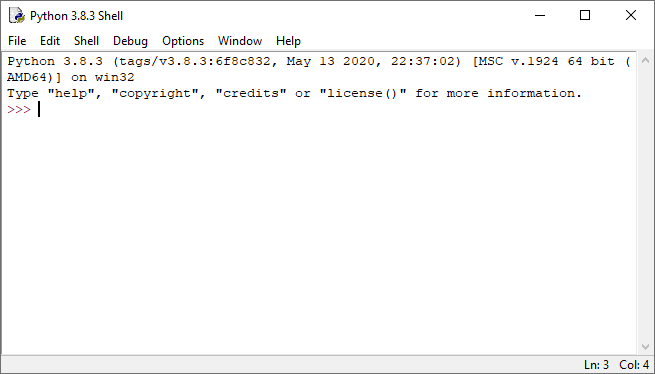 Python 3.8.3 Shell
File Edit Shell Debug Options Window Help
Python 3.8.3 (tags/v3.8.3:6f8c832, May 13 2020, 22:37:02) [MSC v.1924 64 bit (
AMD64)] on win32
Type "help", "copyright", "credits" or "license()" for more information.
>>>
Ln: 3 Col: 4